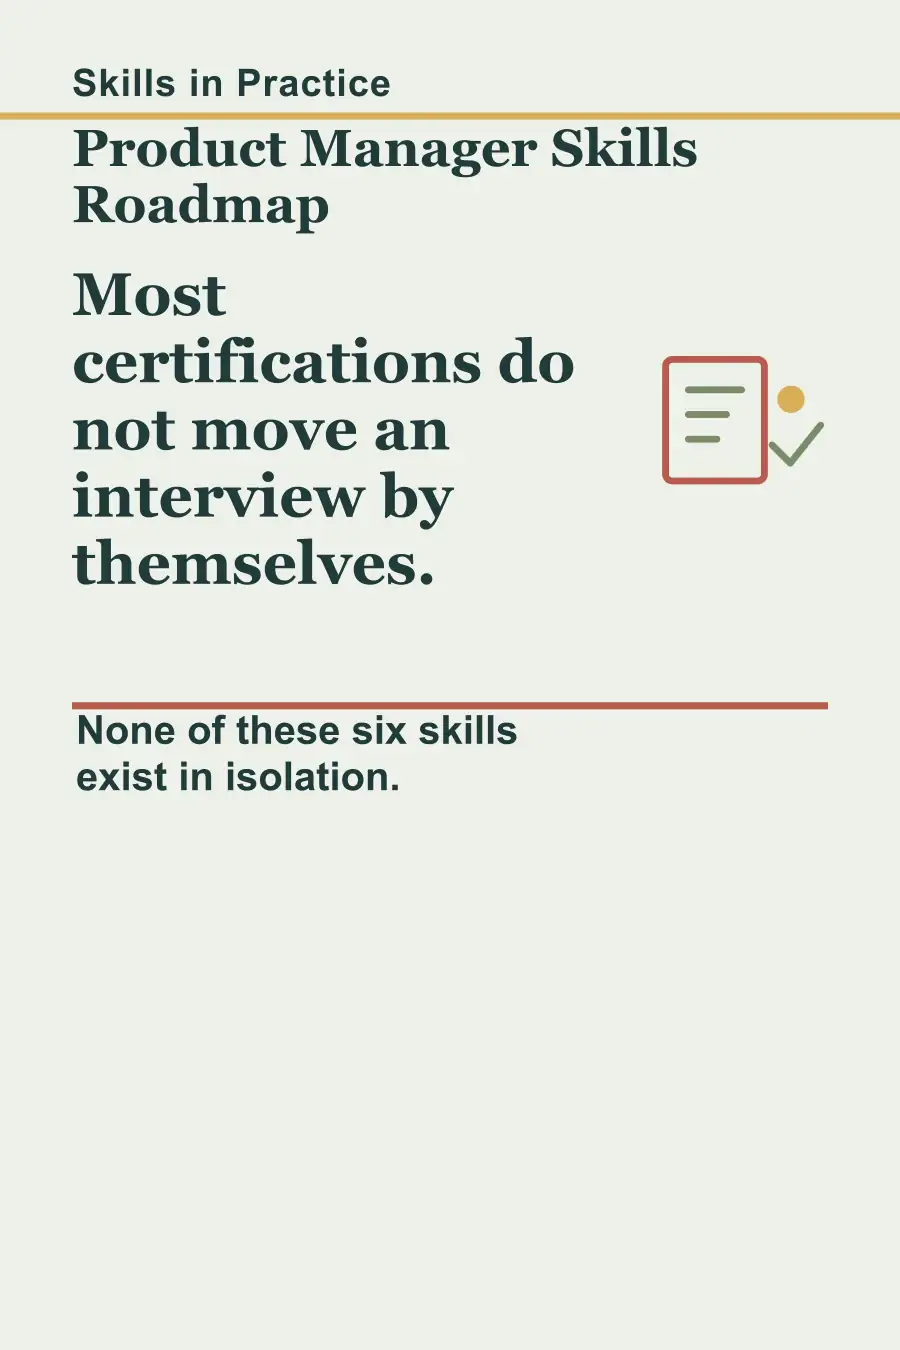 Skills in Practice
Product Manager Skills
Roadmap
Most
certifications do
not move an
interview by
themselves.
None of these six skills
exist in isolation.